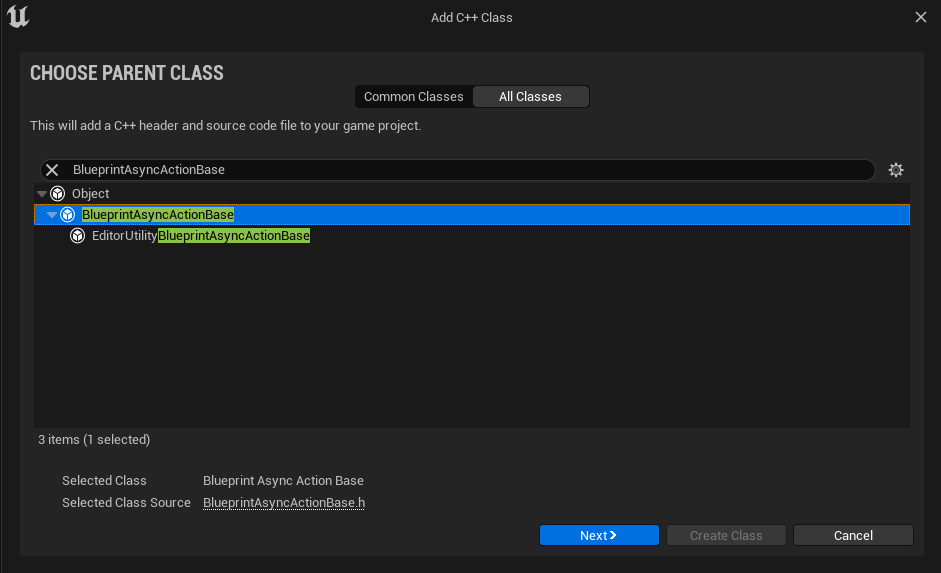 Add C++ Class
CHOOSE PARENT CLASS
Common Classes All Classes
This will add a C++ header and source code file to your game project.
BlueprintAsyncActionBase
Object
BlueprintAsyncActionBase
EditorUtilityBlueprintAsyncActionBase
3 items (1 selected)
Selected Class Blueprint Async Action Base
Selected Class Source BlueprintAsyncActionBase.h
Next Create Class Cancel